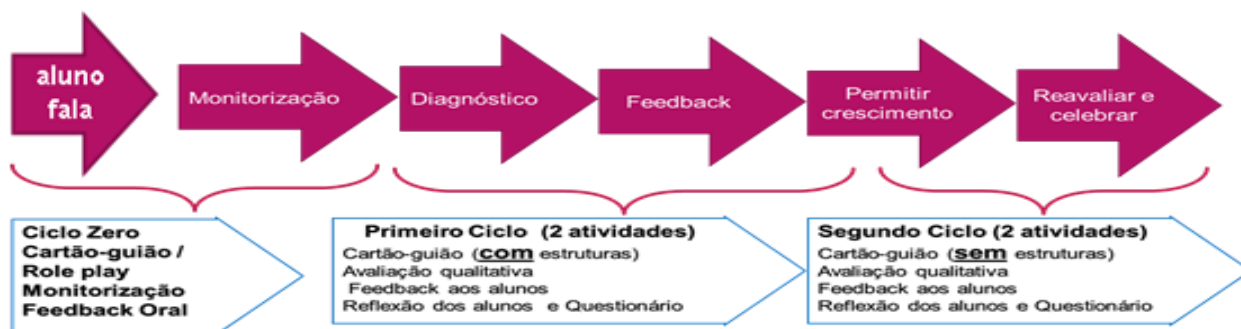 aluno
fala
Monitorização
Diagnóstico
Feedback
Permitir
crescimento
Reavaliar e
celebrar
Ciclo Zero
Cartão-guião /
Role play
Monitorização
Feedback Oral
Primeiro Ciclo (2 atividades)
Cartão-guião (com estruturas)
Avaliação qualitativa
Feedback aos alunos
Reflexão dos alunos e Questionário
Segundo Ciclo (2 atividades)
Cartão-guião (sem estruturas)
Avaliação qualitativa
Feedback aos alunos
Reflexão dos alunos e Questionário